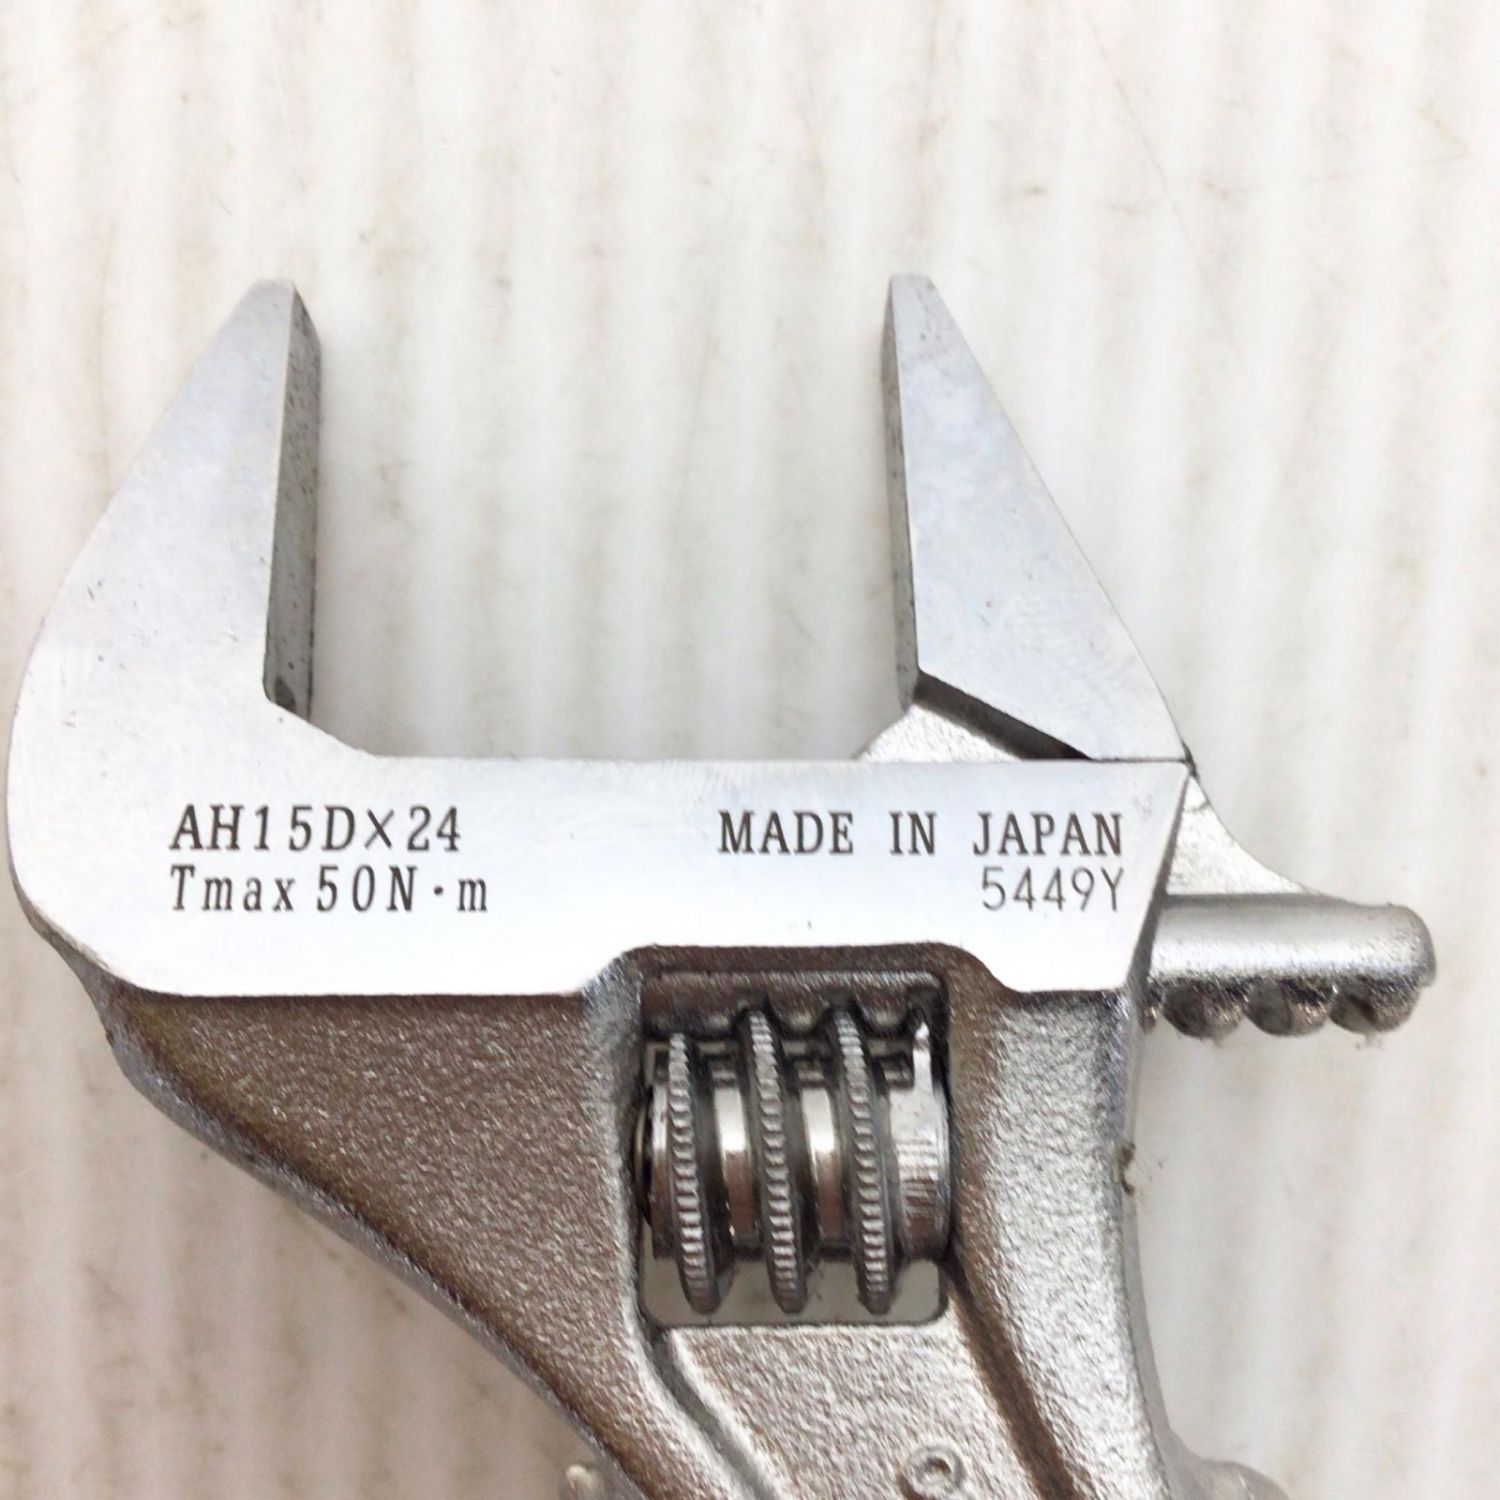 AH15D×24
Tmax 50N·m
MADE IN JAPAN
5449Y